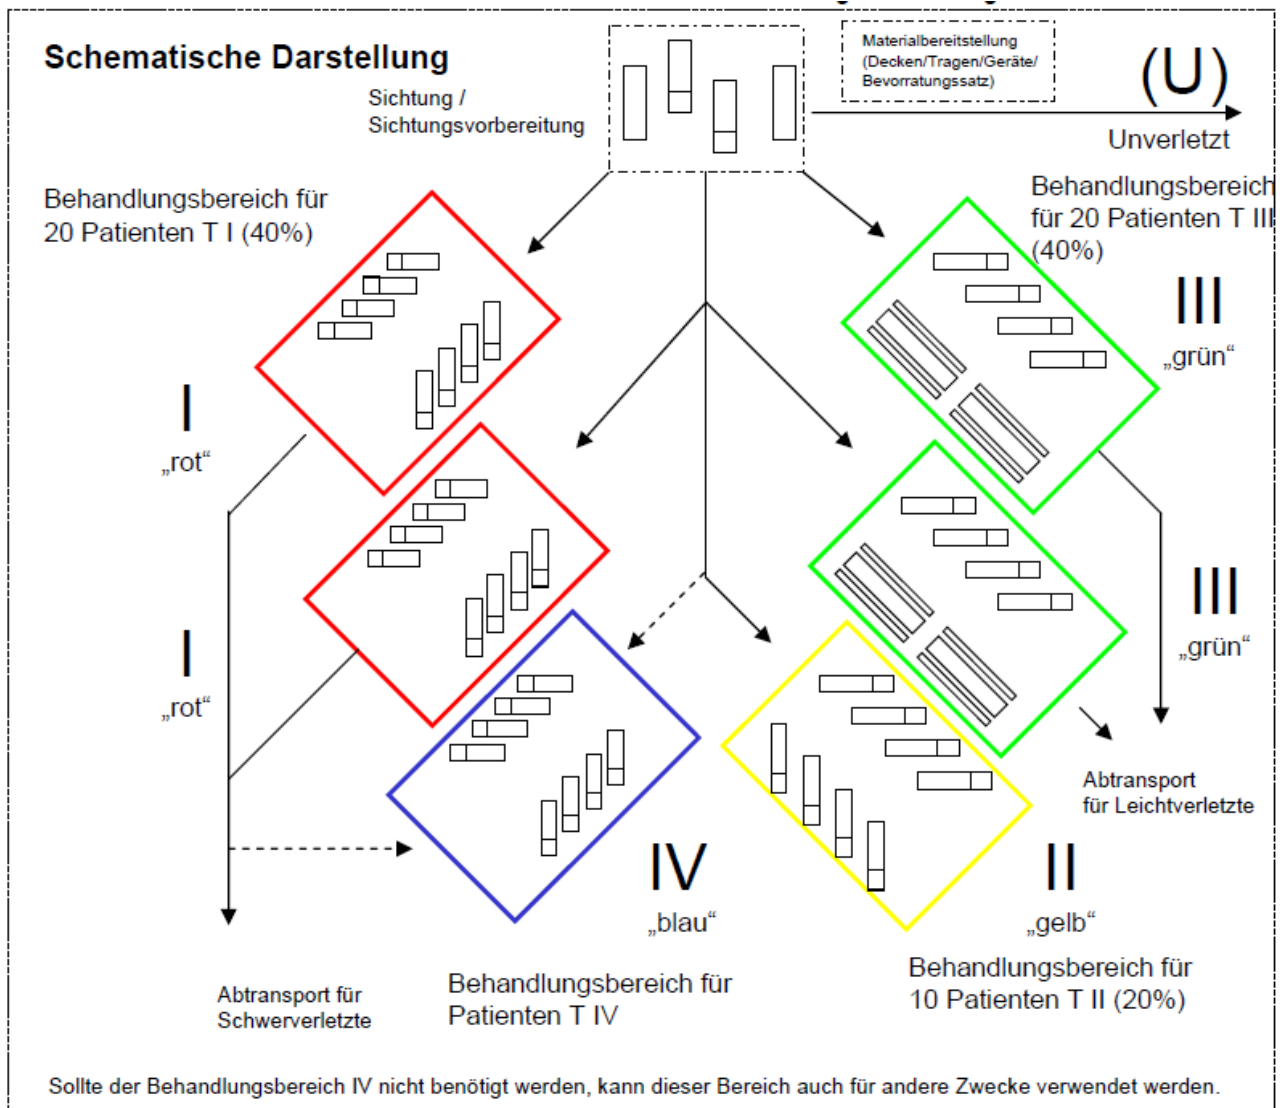 Schematische Darstellung
Sichtung /
Sichtungsvorbereitung
Materialbereitstellung
(Decken/Tragen/Geräte/
Bevorratungssatz)
(U)
Unverletzt
Behandlungsbereich für
20 Patienten T I (40%)
Behandlungsbereich
für 20 Patienten T III
(40%)
III
„grün“
I
„rot“
III
„grün“
I
„rot“
Abtransport
für Leichtverletzte
IV
„blau“
II
„gelb“
Abtransport für
Schwerverletzte
Behandlungsbereich für
Patienten T IV
Behandlungsbereich für
10 Patienten T II (20%)
Sollte der Behandlungsbereich IV nicht benötigt werden, kann dieser Bereich auch für andere Zwecke verwendet werden.